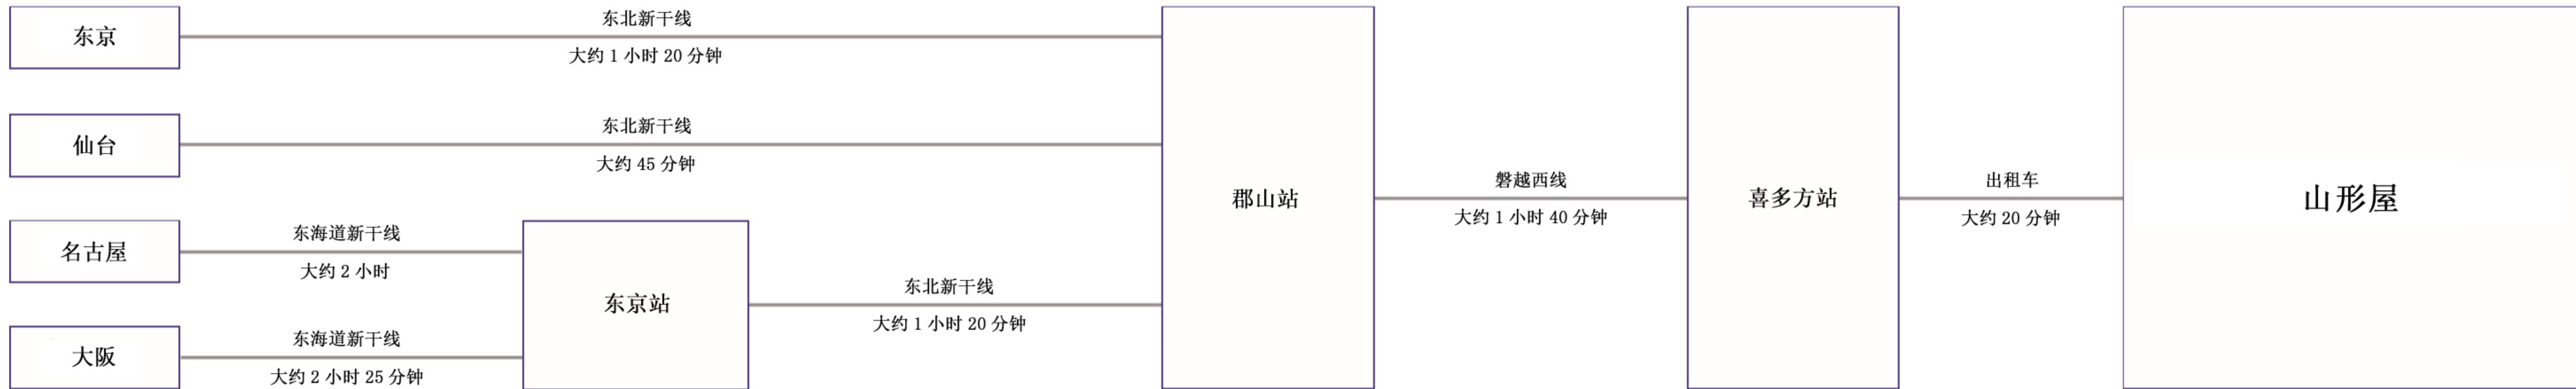 东京
东北新干线
大约 1 小时 20 分钟
仙台
东北新干线
大约 45 分钟
名古屋
东海道新干线
大约 2 小时
大阪
东海道新干线
大约 2 小时 25 分钟
东京站
东北新干线
大约 1 小时 20 分钟
郡山站
磐越西线
大约 1 小时 40 分钟
喜多方站
出租车
大约 20 分钟
山形屋